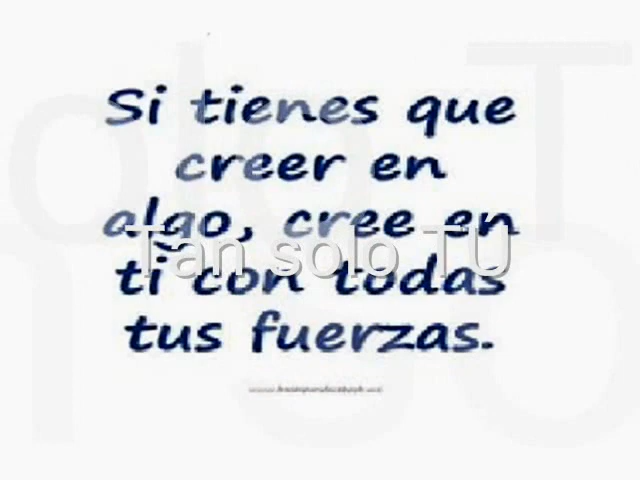 Si tienes que
creer en
algo, cree en
Tan solo TU
ti con todas
tus fuerzas.